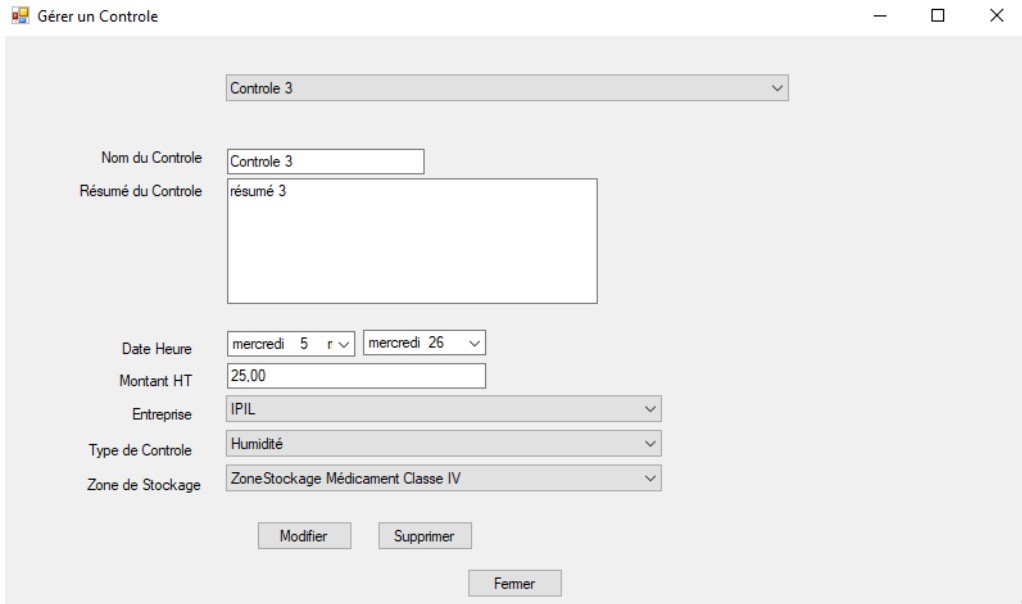 Gérer un Controle
Controle 3
Nom du Controle Controle 3
Résumé du Controle résumé 3
Date Heure mercredi 5 mercredi 26
Montant HT 25,00
Entreprise IPIL
Type de Controle Humidité
Zone de Stockage ZoneStockage Médicament Classe IV
Modifier Supprimer
Fermer